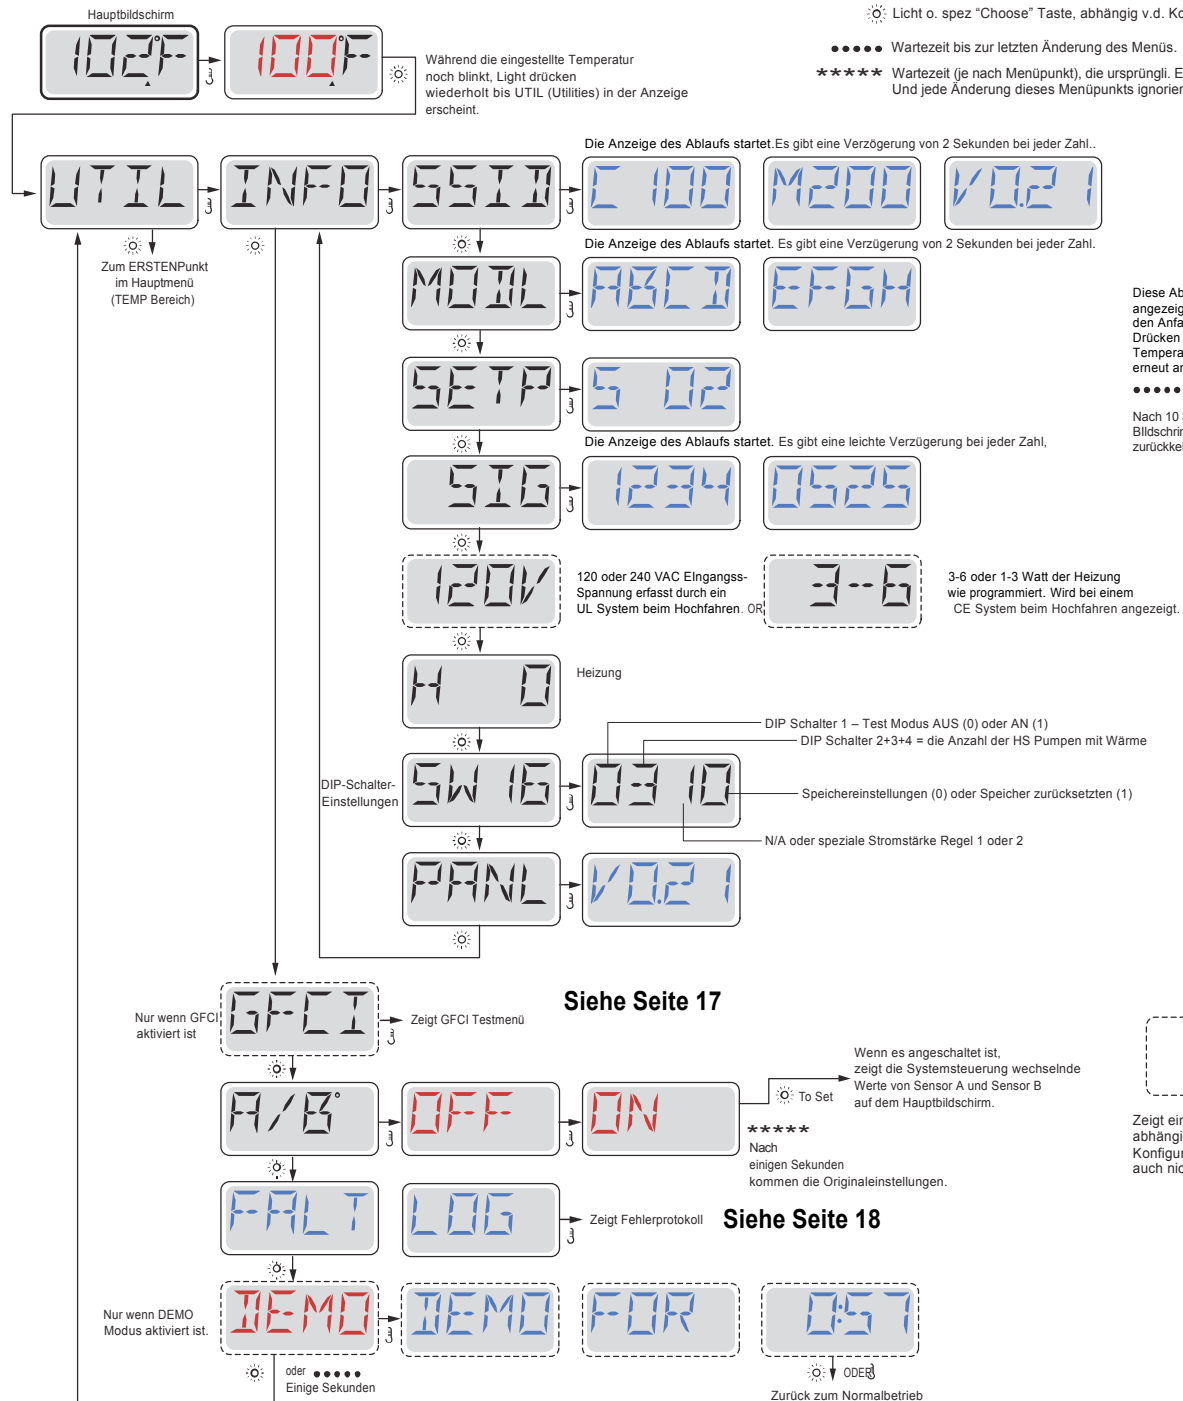 Hauptbildschirm
102°F
100°F
Licht o. spez “Choose” Taste, abhängig v.d. Ko
Wartezeit bis zur letzten Änderung des Menüs.
***** Wartezeit (je nach Menüpunkt), die ursprüngli. E
Und jede Änderung dieses Menüpunkts ignorier
Während die eingestellte Temperatur
noch blinkt, Light drücken
wiederholt bis UTIL (Utilities) in der Anzeige
erscheint.
Die Anzeige des Ablaufs startet.Es gibt eine Verzögerung von 2 Sekunden bei jeder Zahl..
UTIL
INFO
SSID
C 100
M200
V0.21
Zum ERSTENPunkt
im Hauptmenü
(TEMP Bereich)
Die Anzeige des Ablaufs startet. Es gibt eine Verzügerung von 2 Sekunden bei jeder Zahl.
MODL
ABCD
EFGH
Diese Ab
angezeig
den Anfa
Drücken
Tempera
erneut ar
Nach 10
BIldschrin
zurückkel
SETP
S 02
Die Anzeige des Ablaufs startet. Es gibt eine leichte Verzügerung bei jeder Zahl,
SIG
1234
0525
120V
120 oder 240 VAC EIngangss-
Spannung erfasst durch ein
UL System beim Hochfahren. OR
3--6
3-6 oder 1-3 Watt der Heizung
wie programmiert. Wird bei einem
CE System beim Hochfahren angezeigt.
H 0
Heizung
DIP Schalter 1 – Test Modus AUS (0) oder AN (1)
DIP Schalter 2+3+4 = die Anzahl der HS Pumpen mit Wärme
DIP-Schalter-
Einstellungen
SW 16
0310
Speichereinstellungen (0) oder Speicher zurücksetzten (1)
N/A oder speziale Stromstärke Regel 1 oder 2
PANL
V0.21
Siehe Seite 17
Nur wenn GFCI
aktiviert ist
GFCI
Zeigt GFCI Testmenü
Wenn es angeschaltet ist,
zeigt die Systemsteuerung wechselnde
Werte von Sensor A und Sensor B
auf dem Hauptbildschirm.
A/B°
OFF
ON
To Set
*****
Nach
einigen Sekunden
kommen die Originaleinstellungen.
Zeigt ein
abhängi
Konfigur
auch nic
FALT
LOG
Zeigt Fehlerprotokoll
Siehe Seite 18
Nur wenn DEMO
Modus aktiviert ist.
DEMO
DEMO
FOR
0:57
oder
Einige Sekunden
ODER
Zurück zum Normalbetrieb